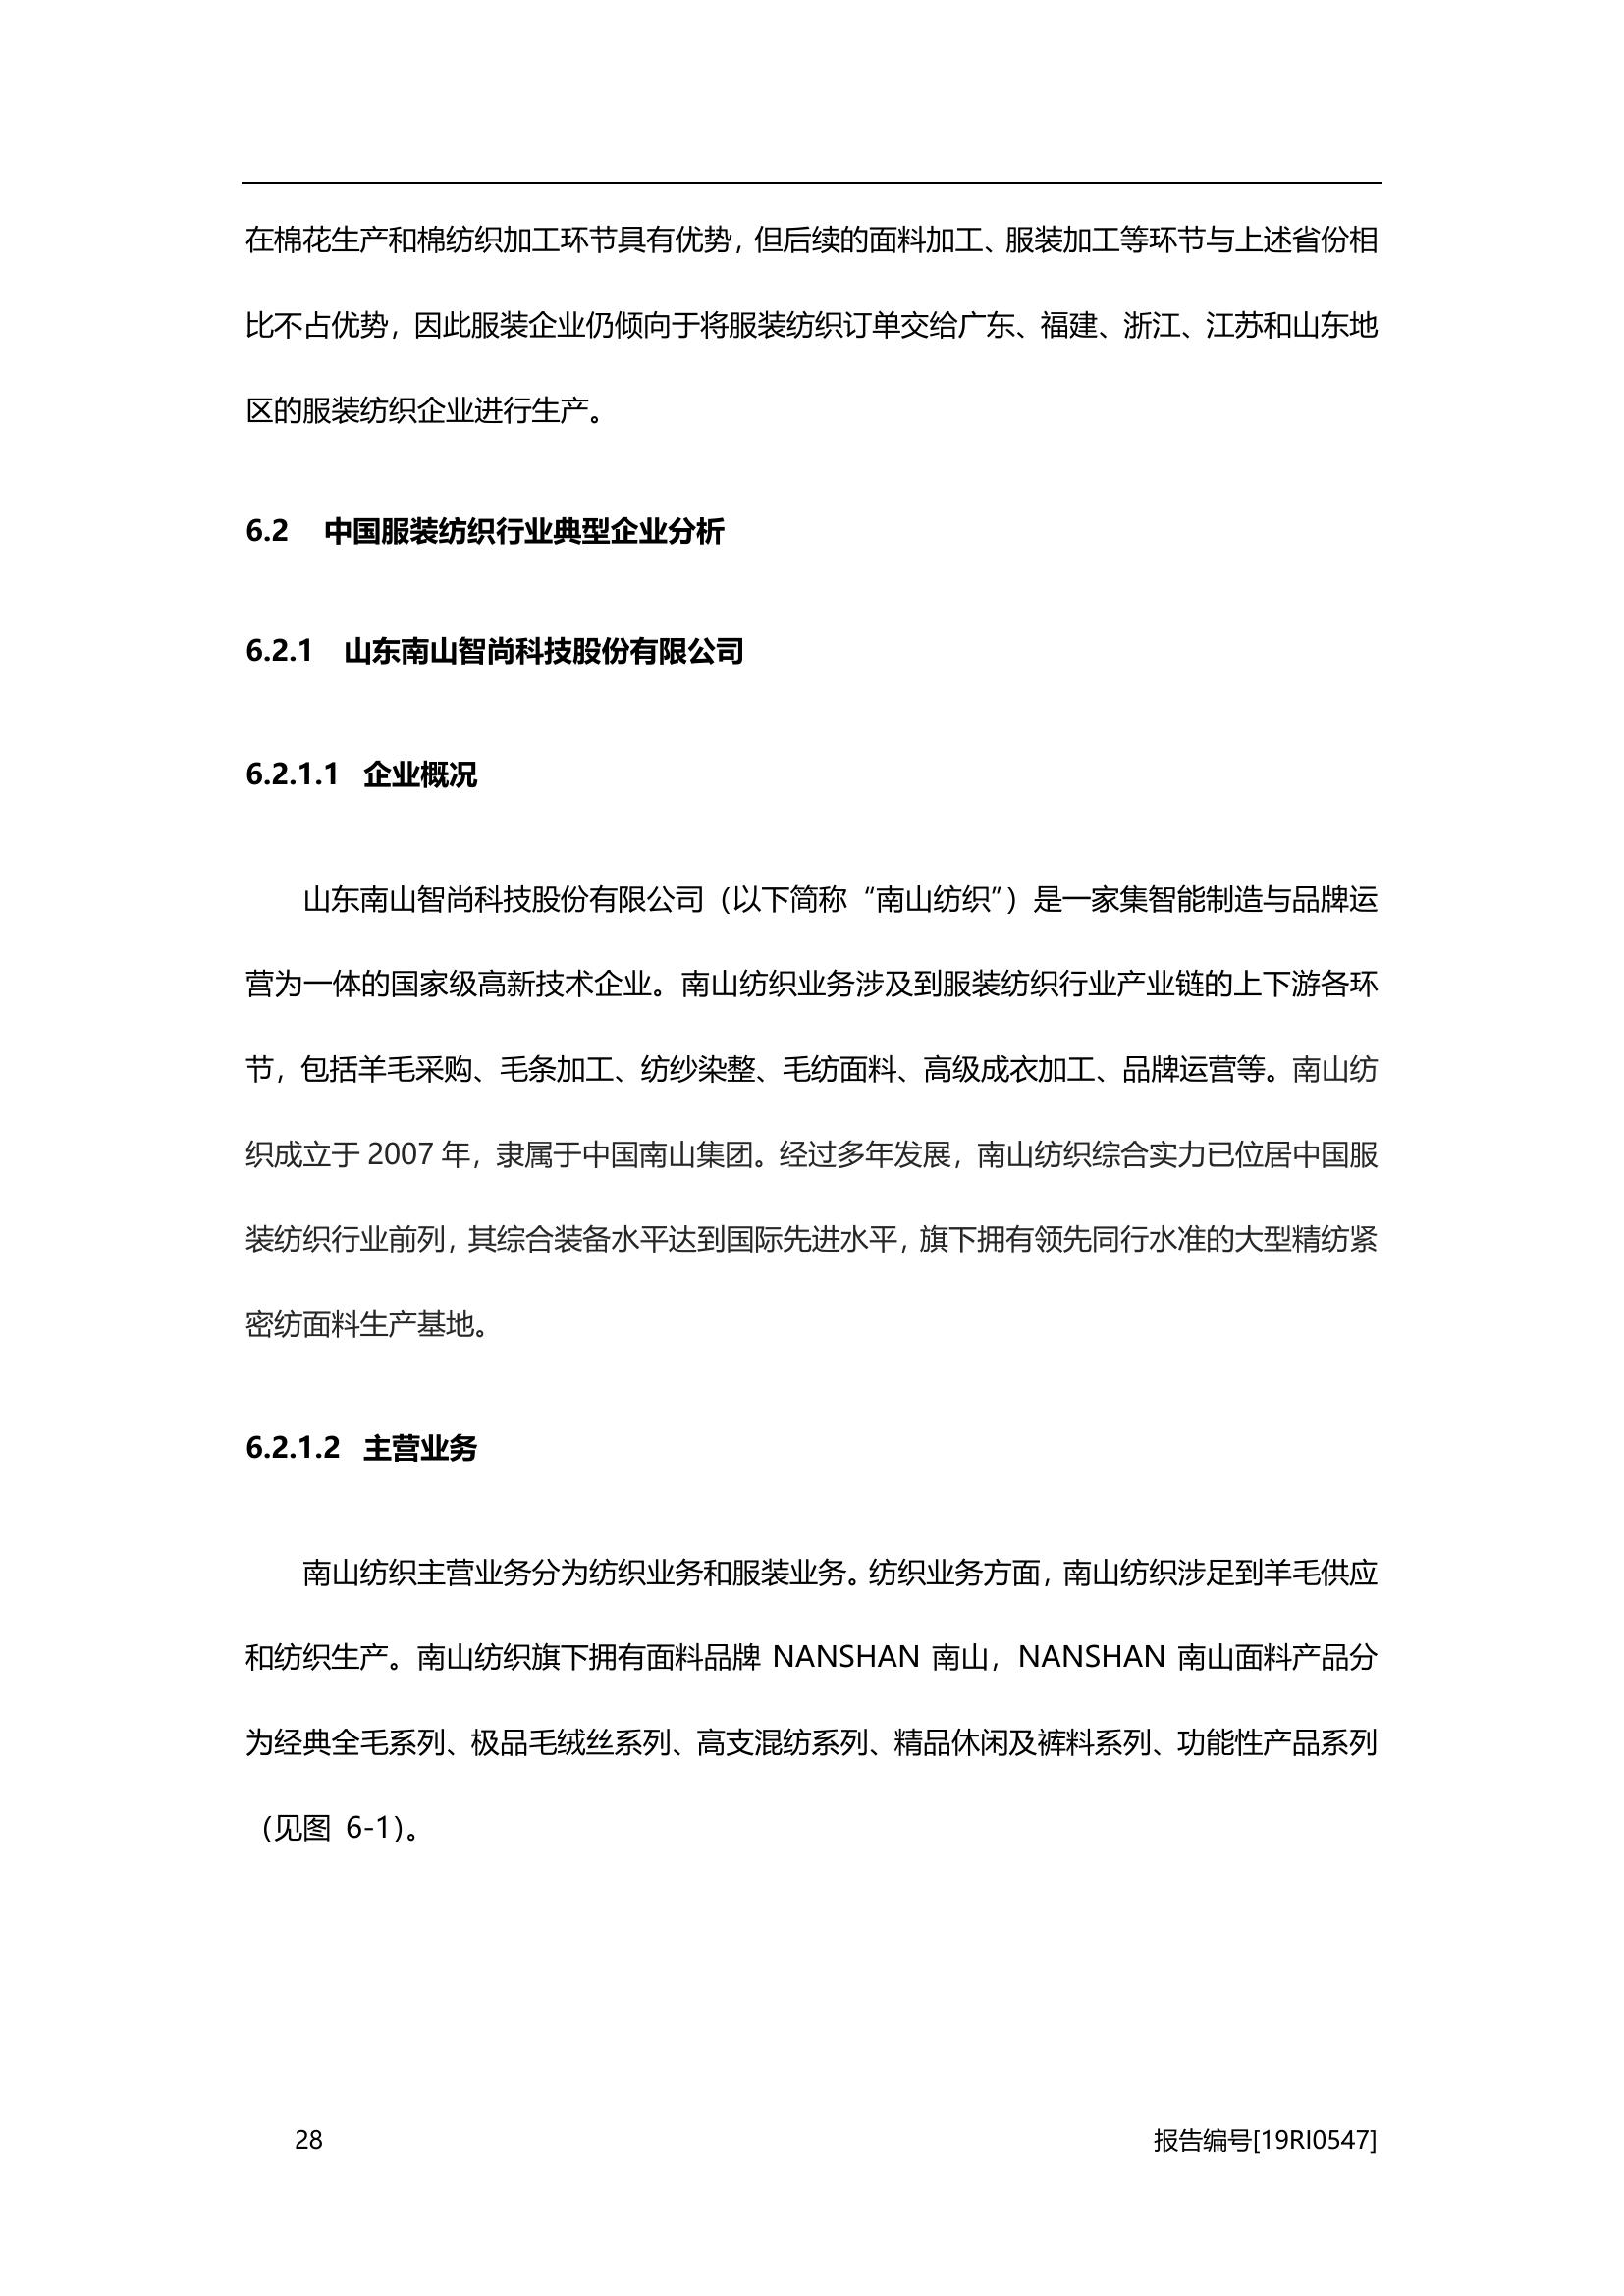 在棉花生产和棉纺织加工环节具有优势，但后续的面料加工、服装加工等环节与上述省份相
比不占优势，因此服装企业仍倾向于将服装纺织订单交给广东、福建、浙江、江苏和山东地
区的服装纺织企业进行生产。
6.2 中国服装纺织行业典型企业分析
6.2.1 山东南山智尚科技股份有限公司
6.2.1.1 企业概况
山东南山智尚科技股份有限公司（以下简称“南山纺织”）是一家集智能制造与品牌运
营为一体的国家级高新技术企业。南山纺织业务涉及到服装纺织行业产业链的上下游各环
节，包括羊毛采购、毛条加工、纺纱染整、毛纺面料、高级成衣加工、品牌运营等。南山纺
织成立于 2007 年，隶属于中国南山集团。经过多年发展，南山纺织综合实力已位居中国服
装纺织行业前列，其综合装备水平达到国际先进水平，旗下拥有领先同行水准的大型精纺紧
密纺面料生产基地。
6.2.1.2 主营业务
南山纺织主营业务分为纺织业务和服装业务。纺织业务方面，南山纺织涉足到羊毛供应
和纺织生产。南山纺织旗下拥有面料品牌 NANSHAN 南山，NANSHAN 南山面料产品分
为经典全毛系列、极品毛绒丝系列、高支混纺系列、精品休闲及裤料系列、功能性产品系列
（见图 6-1）。
28 报告编号[19RI0547]